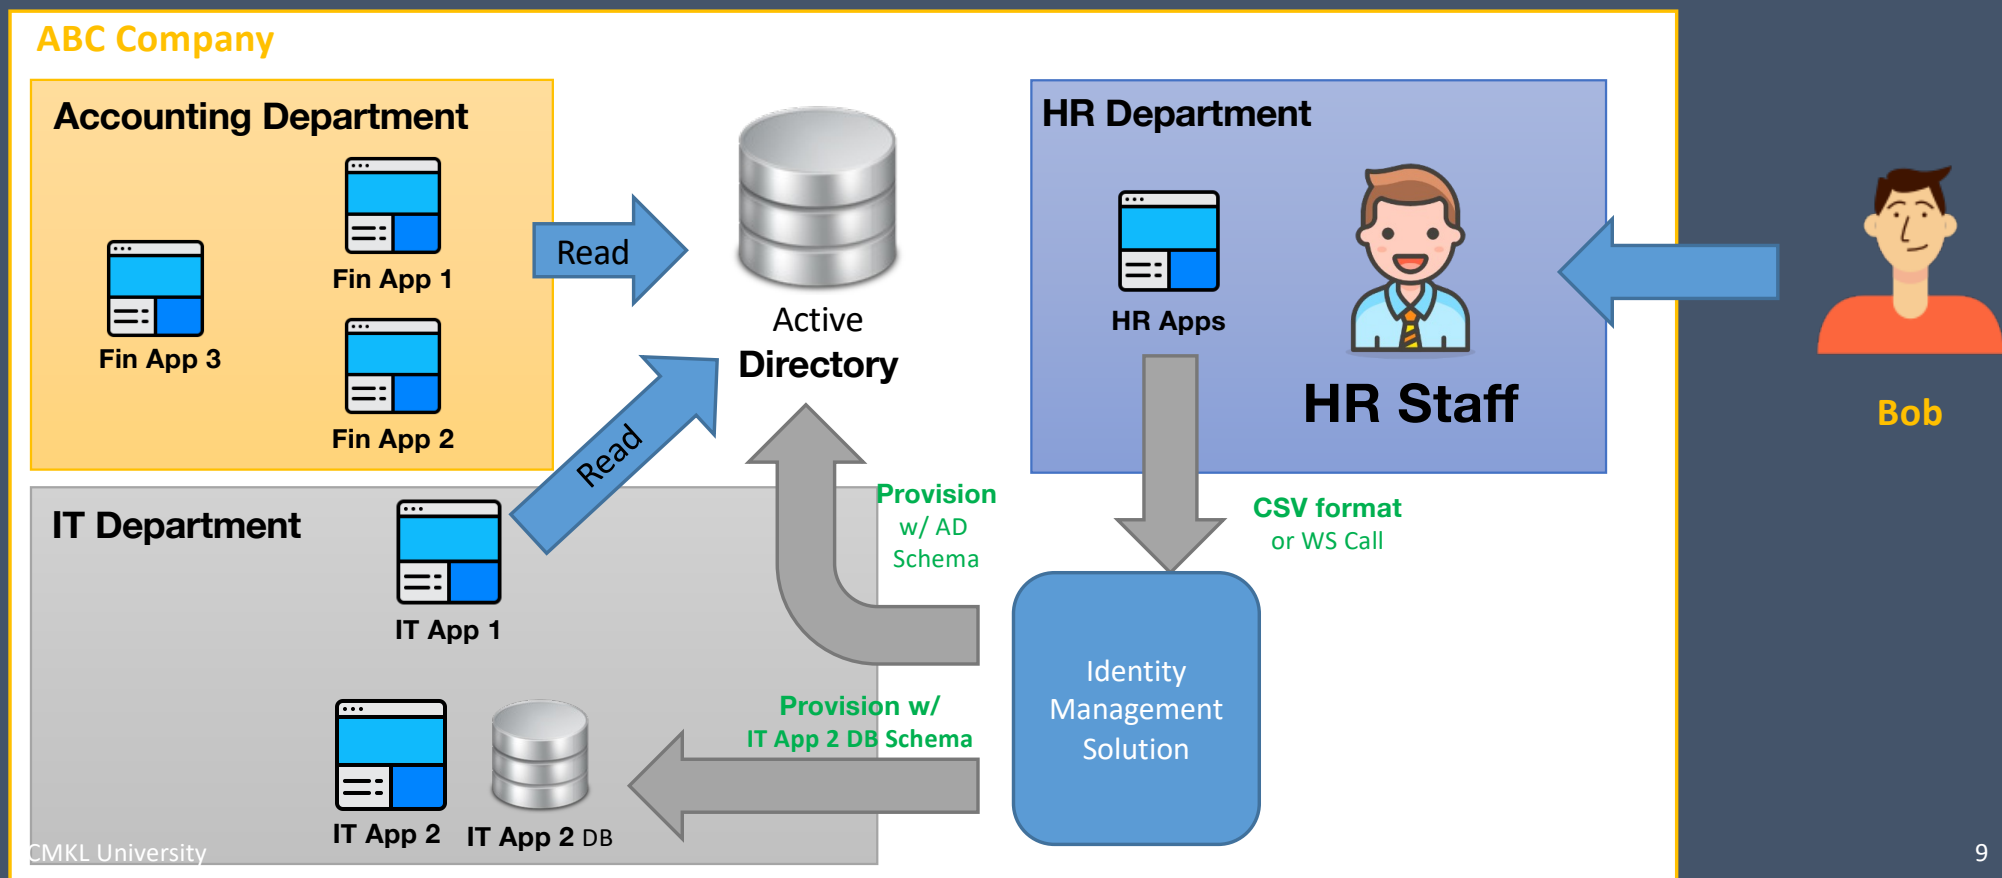 ABC Company
Accounting Department
Fin App 1
Fin App 3
Fin App 2
Read
Active
Directory
HR Department
HR Apps
HR Staff
Bob
IT Department
IT App 1
Read
Provision
w/ AD
Schema
CSV format
or WS Call
Identity
Management
Solution
Provision w/
IT App 2 DB Schema
IT App 2
IT App 2 DB
CMKL University
9